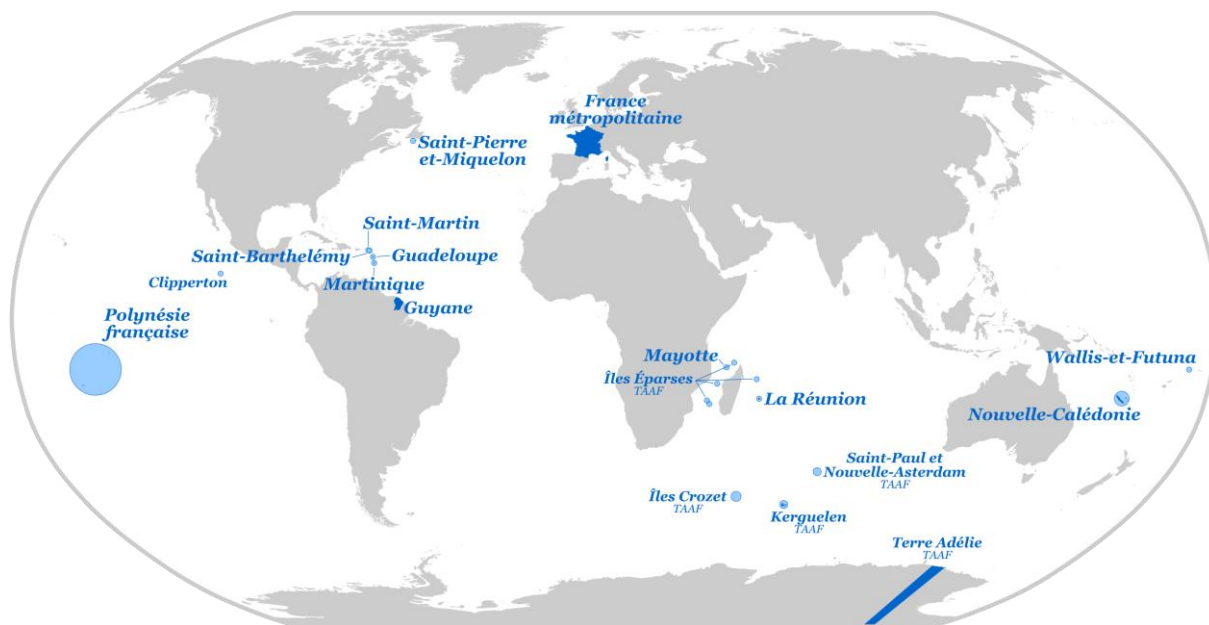 France
métropolitaine
Saint-Pierre
et-Miquelon
Saint-Martin
Saint-Barthelémy
Guadeloupe
Clipperton
Martinique
Guyane
Polynésie
française
Mayotte
Îles Éparses
TAAF
La Réunion
Wallis-et-Futuna
Nouvelle-Calédonie
Saint-Paul et
Nouvelle-Asterdam
TAAF
Îles Crozet
TAAF
Kerguelen
TAAF
Terre Adélie
TAAF